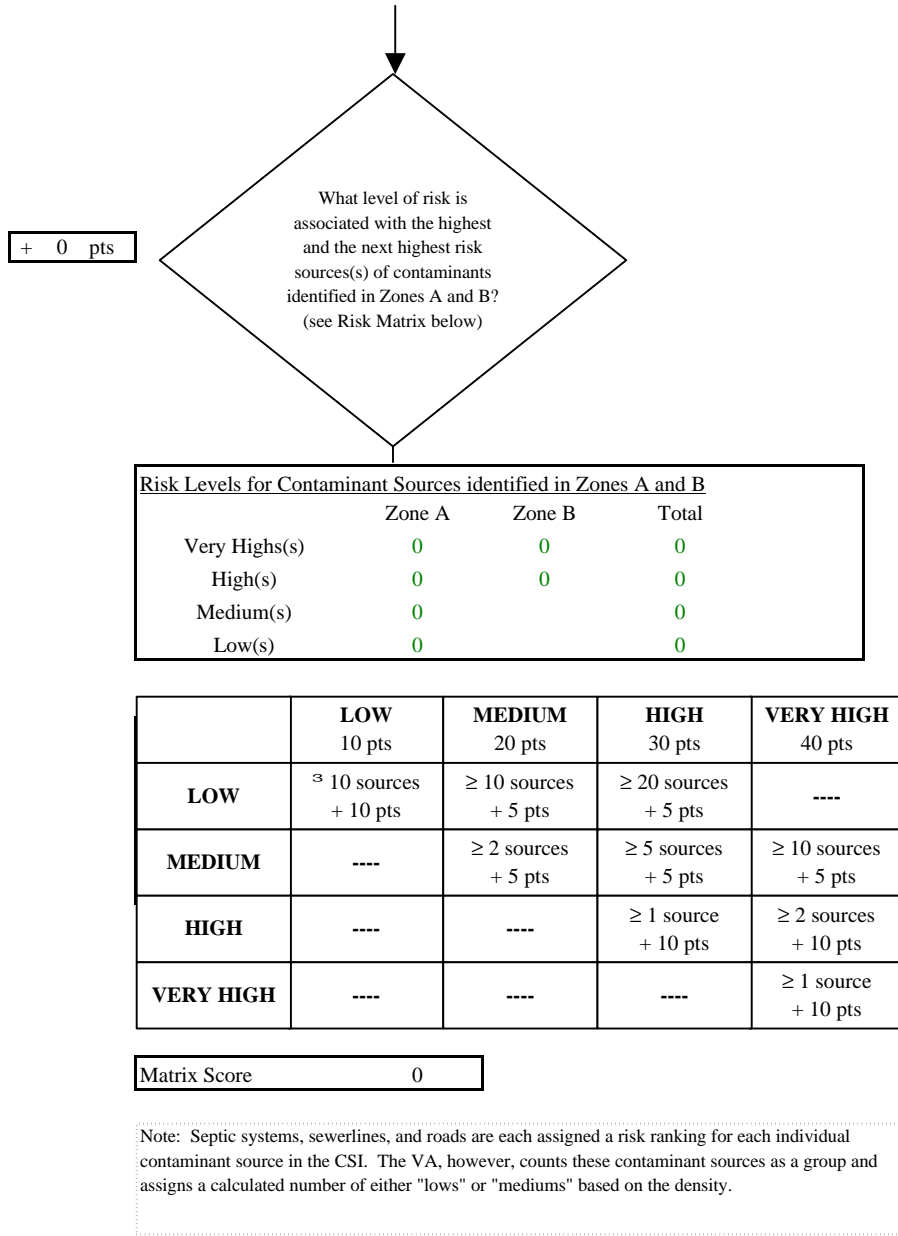 What level of risk is
associated with the highest
and the next highest risk
sources(s) of contaminants
identified in Zones A and B?
(see Risk Matrix below)
+ 0 pts
Risk Levels for Contaminant Sources identified in Zones A and B
Zone A Zone B Total
Very Highs(s) 0 0 0
High(s) 0 0 0
Medium(s) 0 0
Low(s) 0 0
LOW MEDIUM HIGH VERY HIGH
10 pts 20 pts 30 pts 40 pts
LOW ³ 10 sources ≥ 10 sources ≥ 20 sources ----
+ 10 pts + 5 pts + 5 pts
MEDIUM ---- ≥ 2 sources ≥ 5 sources ≥ 10 sources
+ 5 pts + 5 pts + 5 pts
HIGH ---- ---- ≥ 1 source ≥ 2 sources
+ 10 pts + 10 pts
VERY HIGH ---- ---- ---- ≥ 1 source
+ 10 pts
Matrix Score 0
Note: Septic systems, sewerlines, and roads are each assigned a risk ranking for each individual
contaminant source in the CSI. The VA, however, counts these contaminant sources as a group and
assigns a calculated number of either "lows" or "mediums" based on the density.